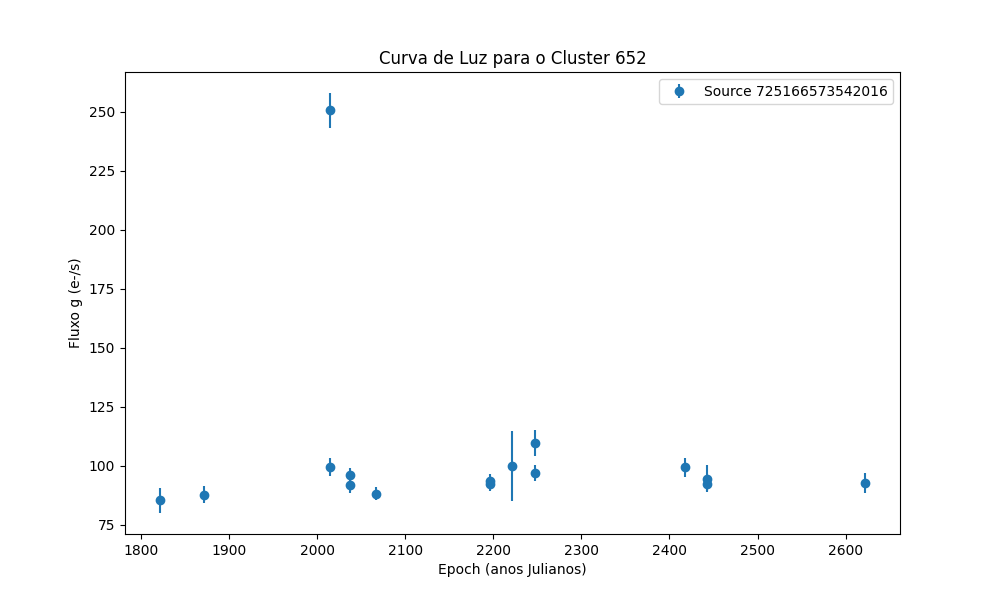 Curva de Luz para o Cluster 652
Source 725166573542016
Fluxo g (e-/s)
250
225
200
175
150
125
100
75
1800 1900 2000 2100 2200 2300 2400 2500 2600
Epoch (anos Julianos)